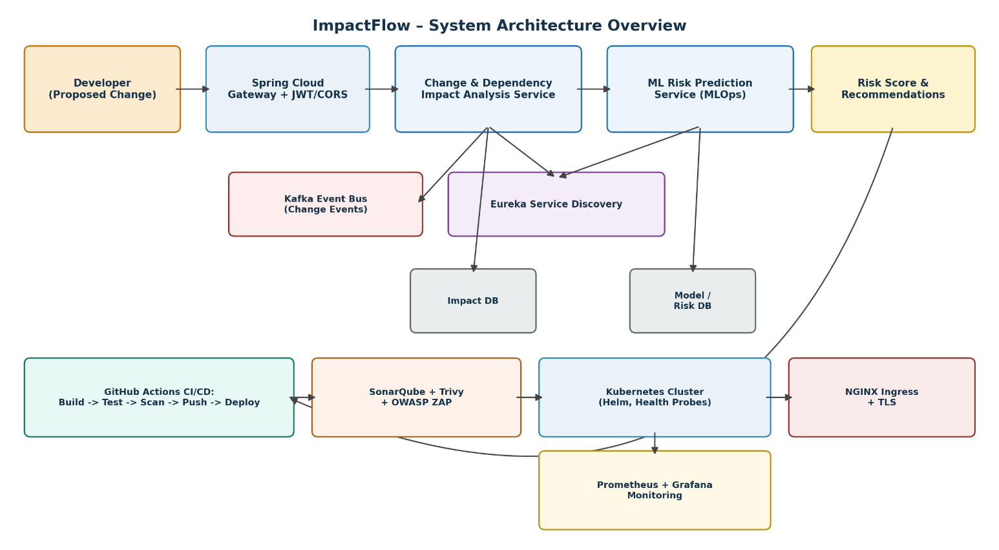 ImpactFlow – System Architecture Overview
Developer
(Proposed Change)
Spring Cloud
Gateway + JWT/CORS
Change & Dependency
Impact Analysis Service
ML Risk Prediction
Service (MLOps)
Risk Score &
Recommendations
Kafka Event Bus
(Change Events)
Eureka Service Discovery
Impact DB
Model /
Risk DB
GitHub Actions CI/CD:
Build -> Test -> Scan -> Push -> Deploy
SonarQube + Trivy
+ OWASP ZAP
Kubernetes Cluster
(Helm, Health Probes)
NGINX Ingress
+ TLS
Prometheus + Grafana
Monitoring